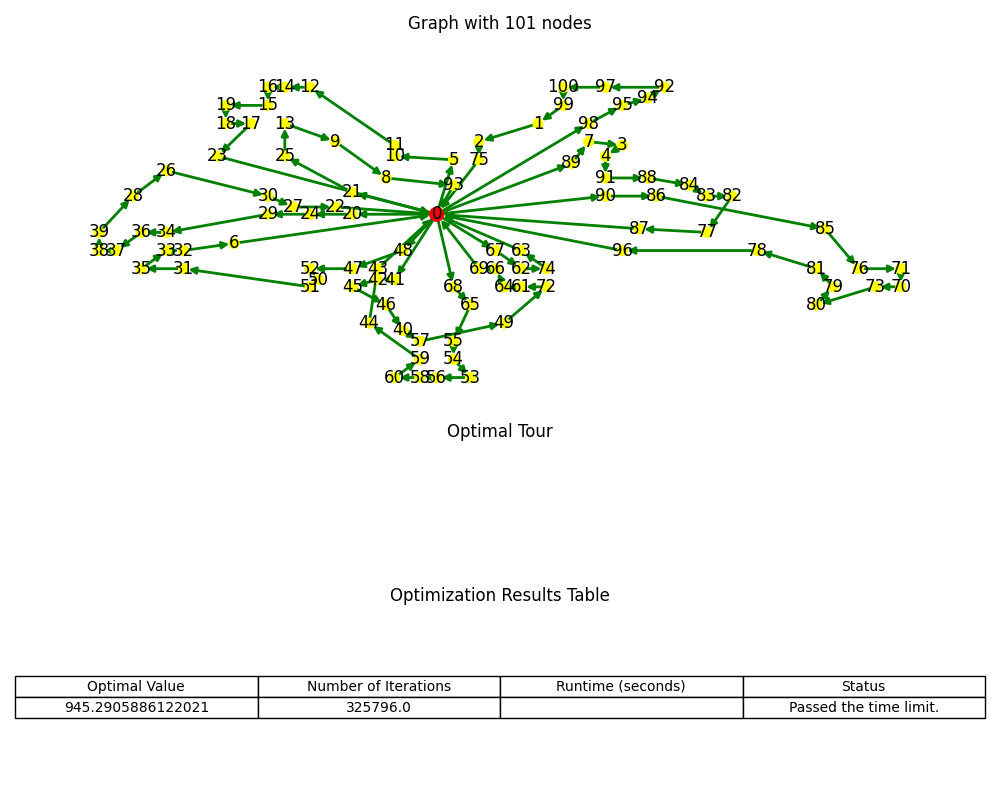 Graph with 101 nodes
16 14 12 100 97 92
19 15 99 95 94
18 17 13 1 98
9 11 2 7 3
23 25 10 5 75 89 4
26 8 93 91 88 84
28 30 21 90 86 83 82
29 27 24 22 20 0 87 85
39 36 34 77
38 37 33 32 6 48 67 63 96 78
35 31 52 47 43 69 66 62 74 81 76 71
51 50 45 42 41 68 64 61 72 79 73 70
46 65 80
44 40 49
57 55
59 54
60 58 56 53
Optimal Tour
Optimization Results Table
Optimal Value Number of Iterations Runtime (seconds) Status
945.2905886122021 325796.0 Passed the time limit.